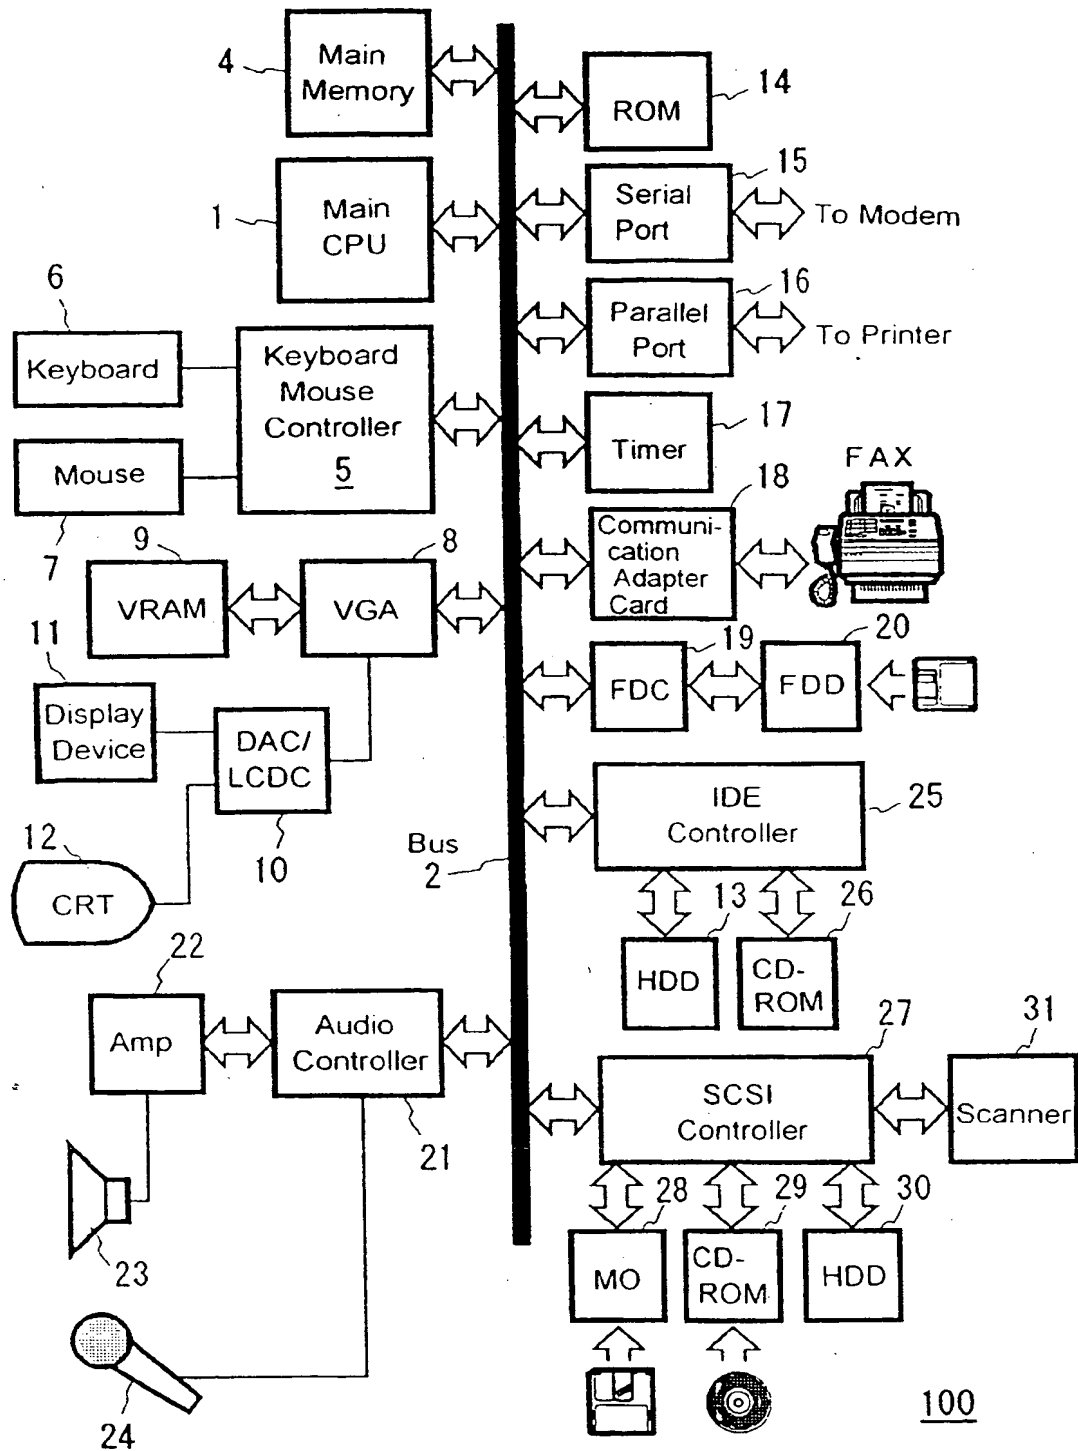 4
Main
Memory
ROM
14
1
Main
CPU
Serial
Port
15
To Modem
Parallel
Port
16
To Printer
6
Keyboard
Keyboard
Mouse
Controller
5
Mouse
7
Timer
17
FAX
Communi-
cation
Adapter
Card
18
9
VRAM
8
VGA
19
FDC
20
FDD
11
Display
Device
DAC/
LCDC
10
12
CRT
Bus
2
IDE
Controller
25
13
HDD
26
CD-
ROM
22
Amp
Audio
Controller
21
27
SCSI
Controller
31
Scanner
23
24
28
MO
29
CD-
ROM
30
HDD
100